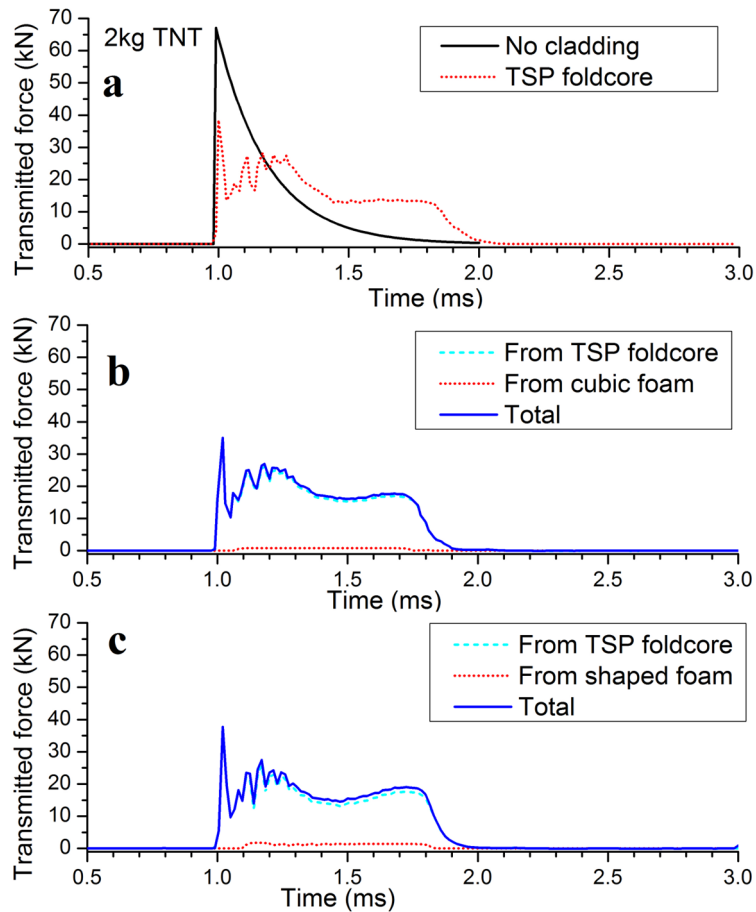 2kg TNT
a
No cladding
TSP foldcore
Transmitted force (kN)
70
60
50
40
30
20
10
0
0.5 1.0 1.5 2.0 2.5 3.0
Time (ms)
b
From TSP foldcore
From cubic foam
Total
Transmitted force (kN)
70
60
50
40
30
20
10
0
0.5 1.0 1.5 2.0 2.5 3.0
Time (ms)
c
From TSP foldcore
From shaped foam
Total
Transmitted force (kN)
70
60
50
40
30
20
10
0
0.5 1.0 1.5 2.0 2.5 3.0
Time (ms)